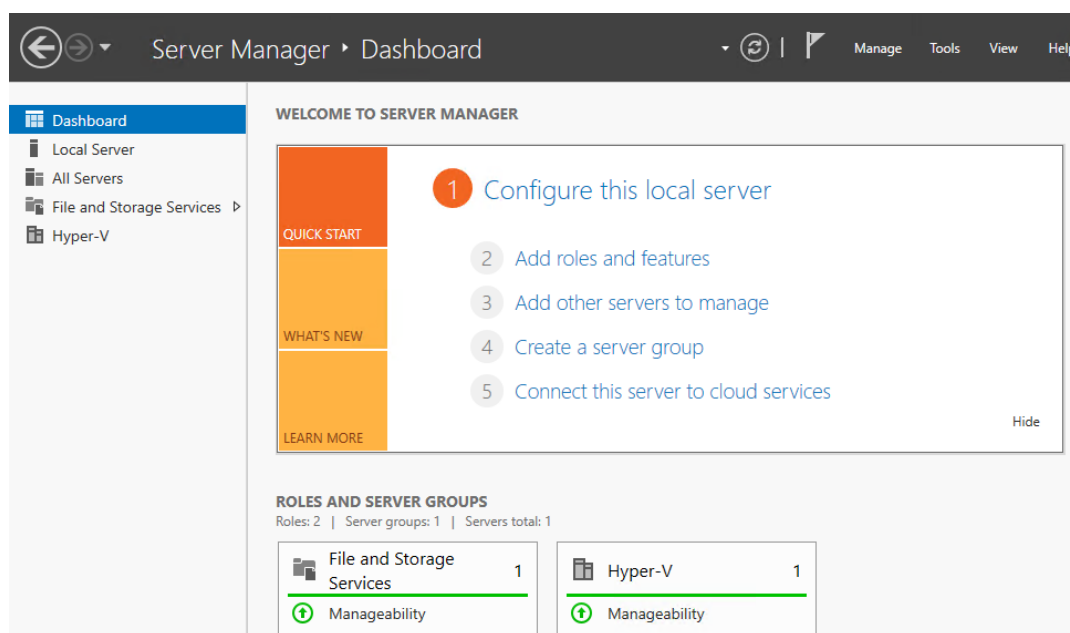 Server Manager ‣ Dashboard
Manage Tools View Help
Dashboard
Local Server
All Servers
File and Storage Services
Hyper-V
WELCOME TO SERVER MANAGER
QUICK START
WHAT'S NEW
LEARN MORE
1 Configure this local server
2 Add roles and features
3 Add other servers to manage
4 Create a server group
5 Connect this server to cloud services
Hide
ROLES AND SERVER GROUPS
Roles: 2 | Server groups: 1 | Servers total: 1
File and Storage
Services 1
Manageability
Hyper-V 1
Manageability